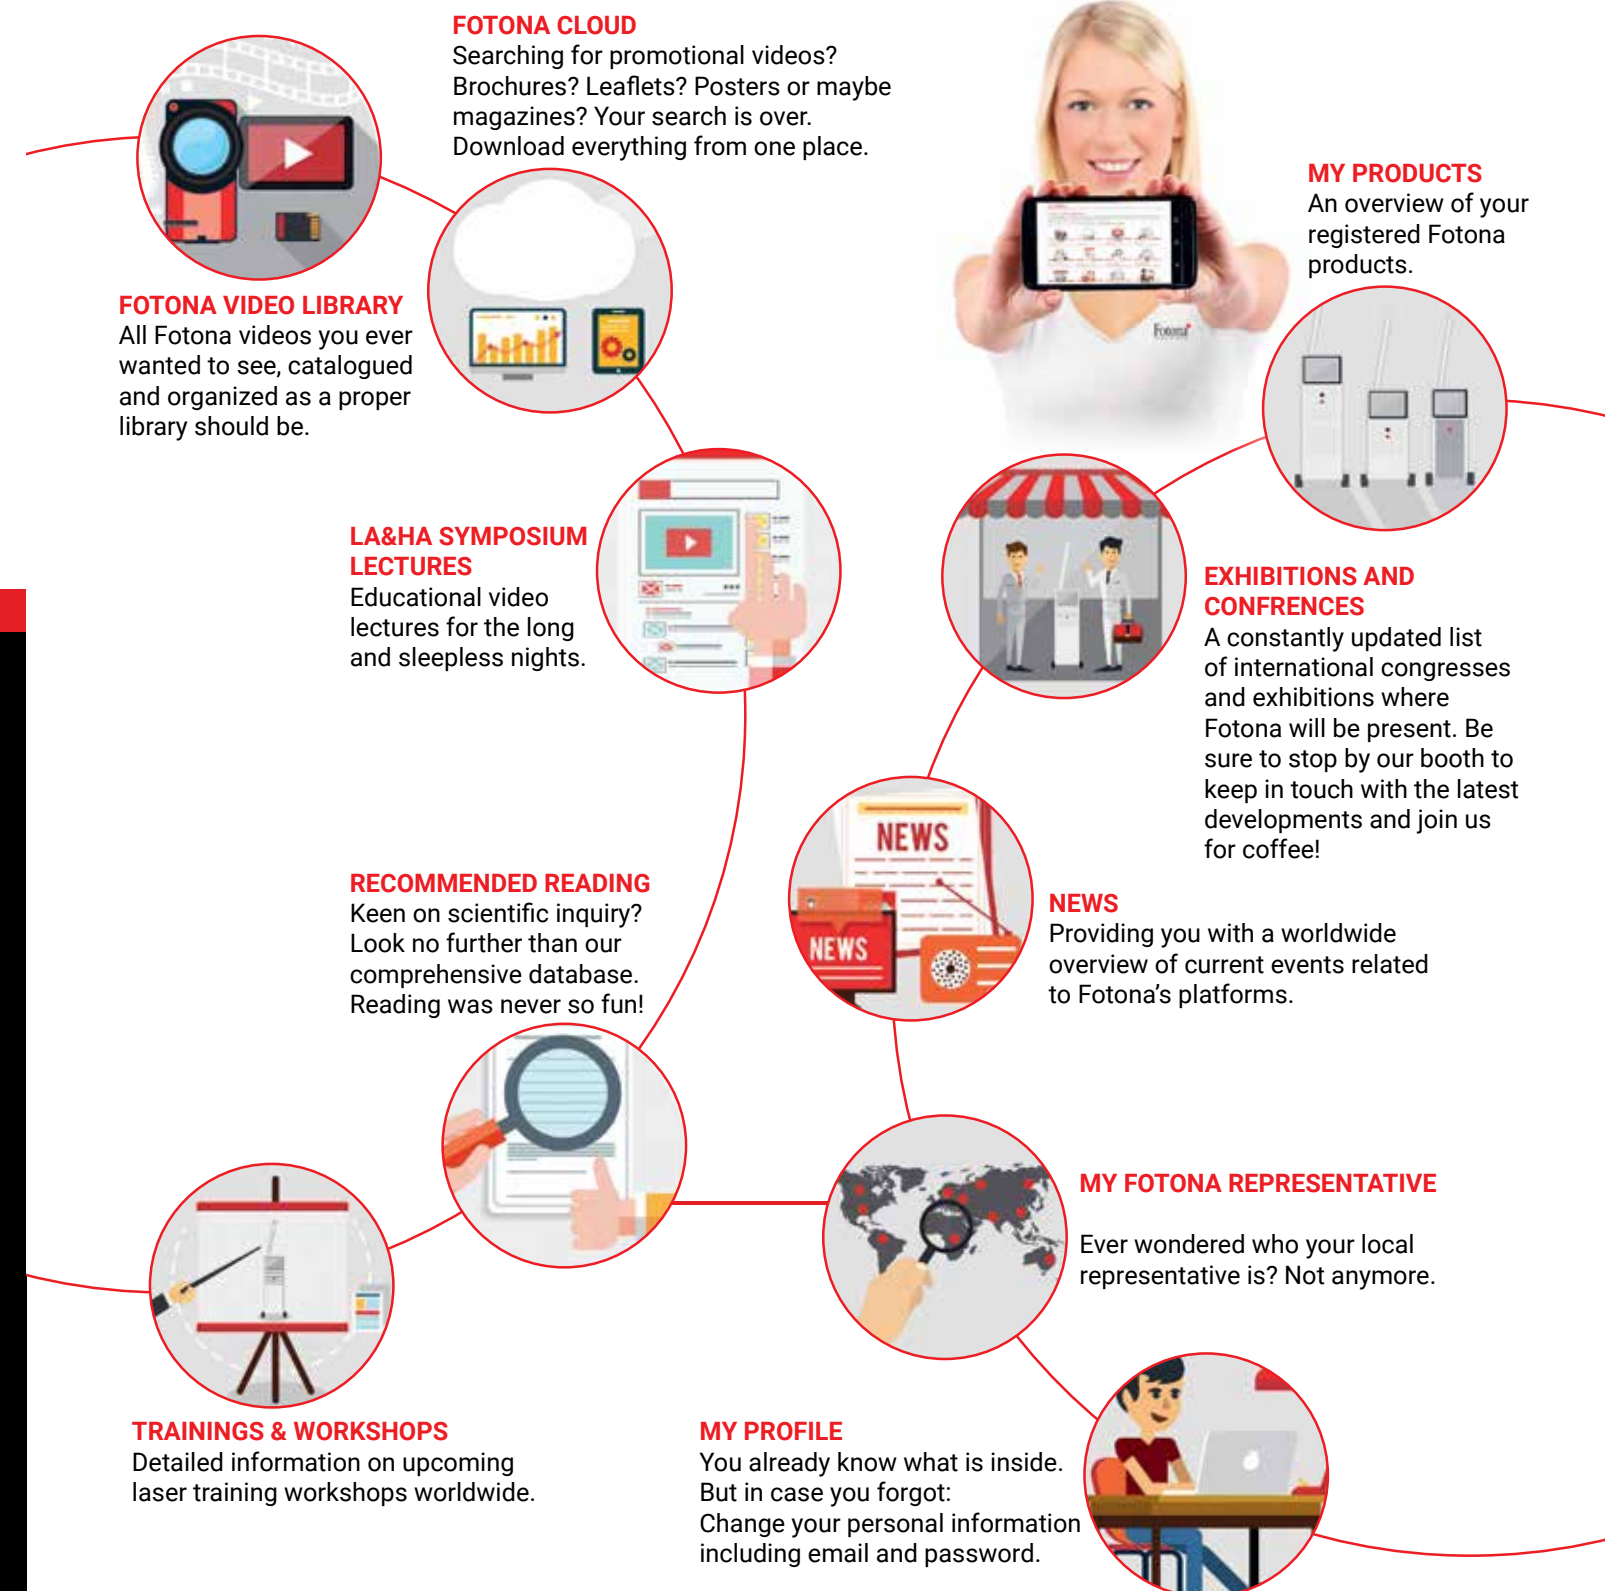 FOTONA CLOUD
Searching for promotional videos?
Brochures? Leaflets? Posters or maybe
magazines? Your search is over.
Download everything from one place.
MY PRODUCTS
An overview of your
registered Fotona
products.
Fotona
FOTONA VIDEO LIBRARY
All Fotona videos you ever
wanted to see, catalogued
and organized as a proper
library should be.
LA&HA SYMPOSIUM
LECTURES
Educational video
lectures for the long
and sleepless nights.
EXHIBITIONS AND
CONFRENCES
A constantly updated list
of international congresses
and exhibitions where
Fotona will be present. Be
sure to stop by our booth to
keep in touch with the latest
developments and join us
for coffee!
NEWS
NEWS
RECOMMENDED READING
Keen on scientific inquiry?
Look no further than our
comprehensive database.
Reading was never so fun!
NEWS
Providing you with a worldwide
overview of current events related
to Fotona’s platforms.
MY FOTONA REPRESENTATIVE
Ever wondered who your local
representative is? Not anymore.
TRAININGS & WORKSHOPS
Detailed information on upcoming
laser training workshops worldwide.
MY PROFILE
You already know what is inside.
But in case you forgot:
Change your personal information
including email and password.